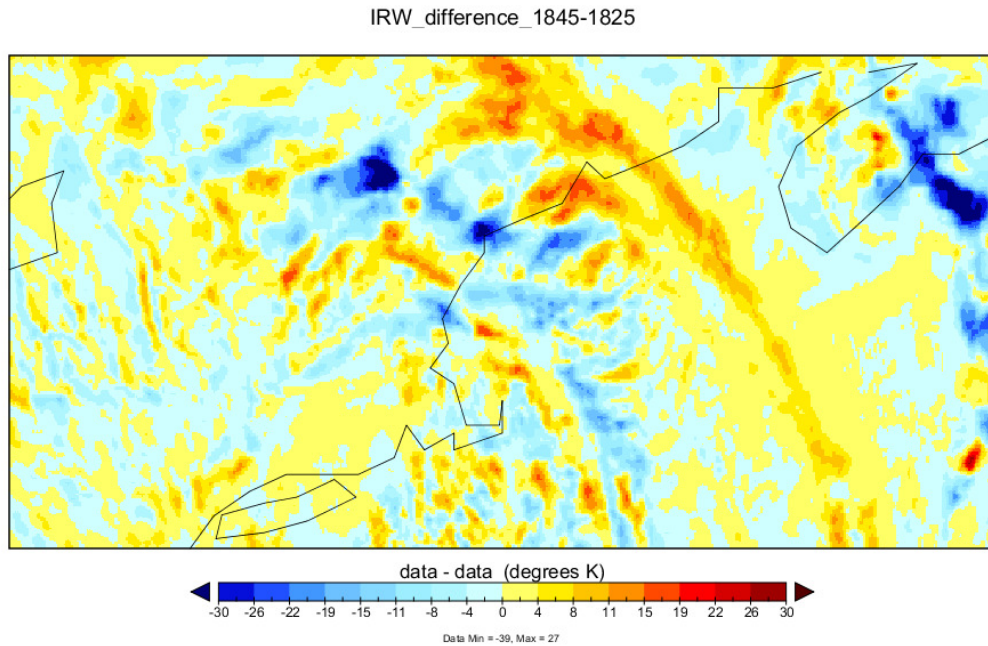 IRW_difference_1845-1825
data - data (degrees K)
-30 -26 -22 -19 -15 -11 -8 -4 0 4 8 11 15 19 22 26 30
Data Min = -39, Max = 27